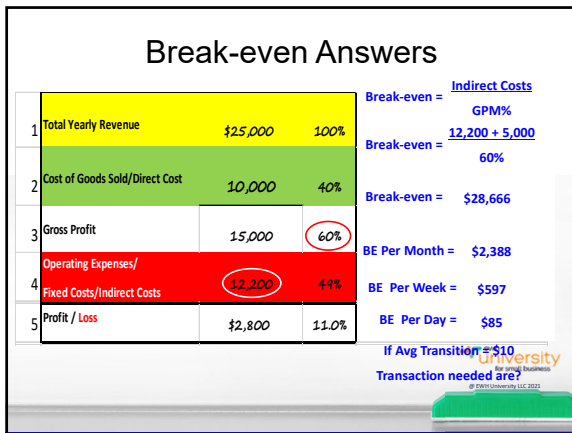 Break-even Answers
1 Total Yearly Revenue $25,000 100%
2 Cost of Goods Sold/Direct Cost 10,000 40%
3 Gross Profit 15,000 60%
4 Operating Expenses/
Fixed Costs/Indirect Costs 12,200 49%
5 Profit / Loss $2,800 11.0%
Break-even = Indirect Costs
GPM%
Break-even = 12,200 + 5,000
60%
Break-even = $28,666
BE Per Month = $2,388
BE Per Week = $597
BE Per Day = $85
If Avg Transition = $10
university
for small business
Transaction needed are?
@ EWH University LLC 2021